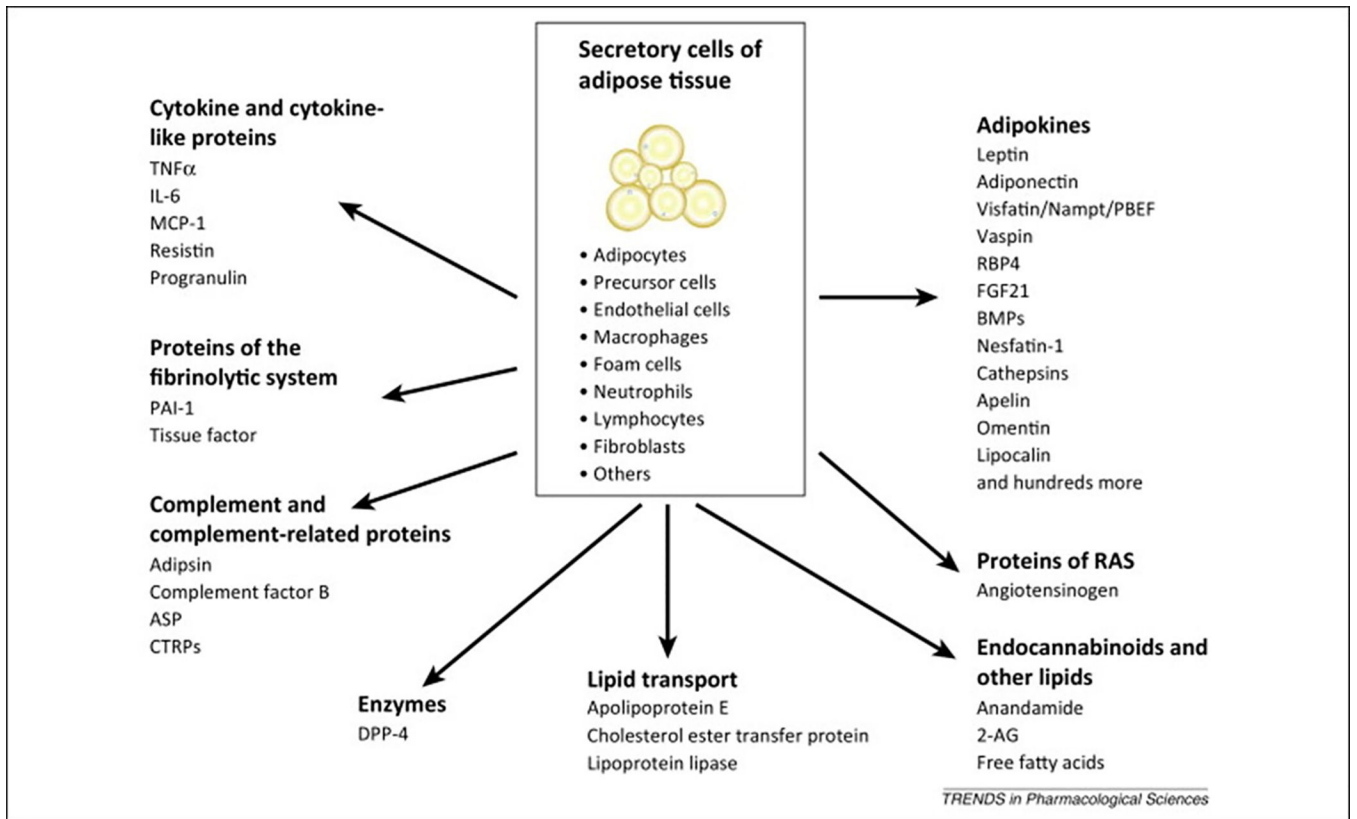 Secretory cells of
adipose tissue
• Adipocytes
• Precursor cells
• Endothelial cells
• Macrophages
• Foam cells
• Neutrophils
• Lymphocytes
• Fibroblasts
• Others
Cytokine and cytokine-
like proteins
TNFα
IL-6
MCP-1
Resistin
Progranulin
Proteins of the
fibrinolytic system
PAI-1
Tissue factor
Complement and
complement-related proteins
Adipsin
Complement factor B
ASP
CTRPs
Enzymes
DPP-4
Lipid transport
Apolipoprotein E
Cholesterol ester transfer protein
Lipoprotein lipase
Adipokines
Leptin
Adiponectin
Visfatin/Nampt/PBEF
Vaspin
RBP4
FGF21
BMPs
Nesfatin-1
Cathepsins
Apelin
Omentin
Lipocalin
and hundreds more
Proteins of RAS
Angiotensinogen
Endocannabinoids and
other lipids
Anandamide
2-AG
Free fatty acids
TRENDS in Pharmacological Sciences